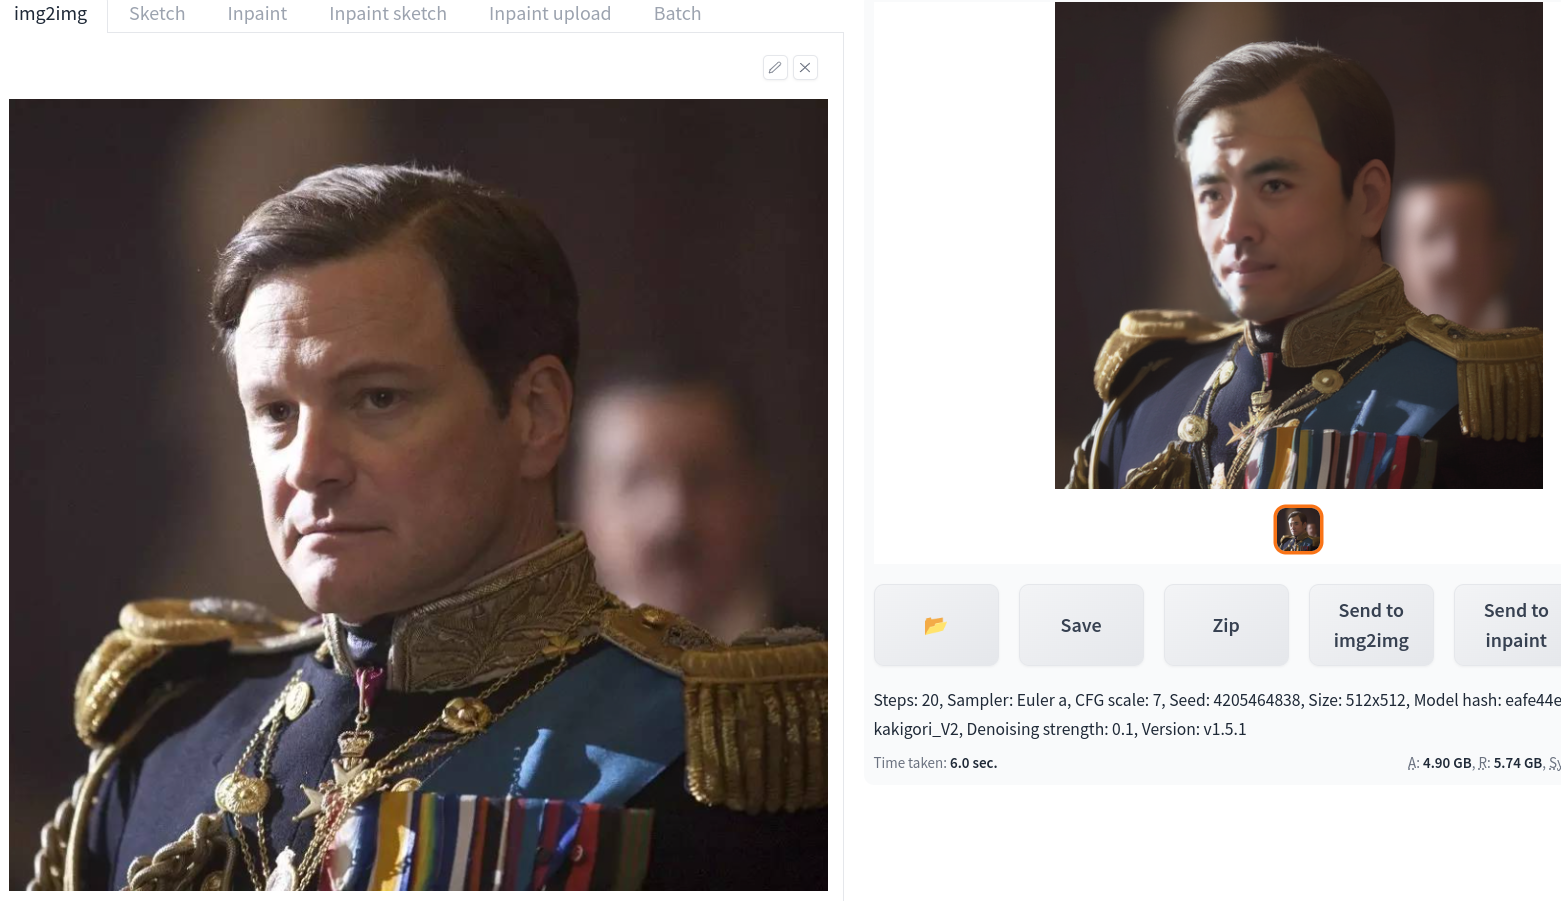 img2img
Sketch
Inpaint
Inpaint sketch
Inpaint upload
Batch
Save
Zip
Send to
img2img
Send to
inpaint
Steps: 20, Sampler: Euler a, CFG scale: 7, Seed: 4205464838, Size: 512x512, Model hash: eafe44e
kakigori_V2, Denoising strength: 0.1, Version: v1.5.1
Time taken: 6.0 sec.
A: 4.90 GB, R: 5.74 GB, Sy